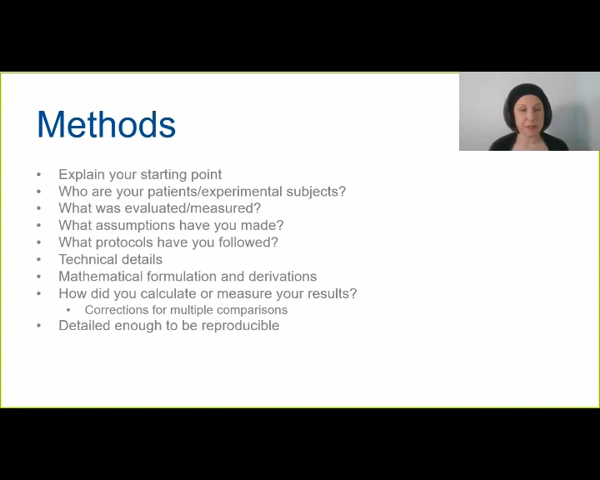 Methods
• Explain your starting point
• Who are your patients/experimental subjects?
• What was evaluated/measured?
• What assumptions have you made?
• What protocols have you followed?
• Technical details
• Mathematical formulation and derivations
• How did you calculate or measure your results?
• Corrections for multiple comparisons
• Detailed enough to be reproducible